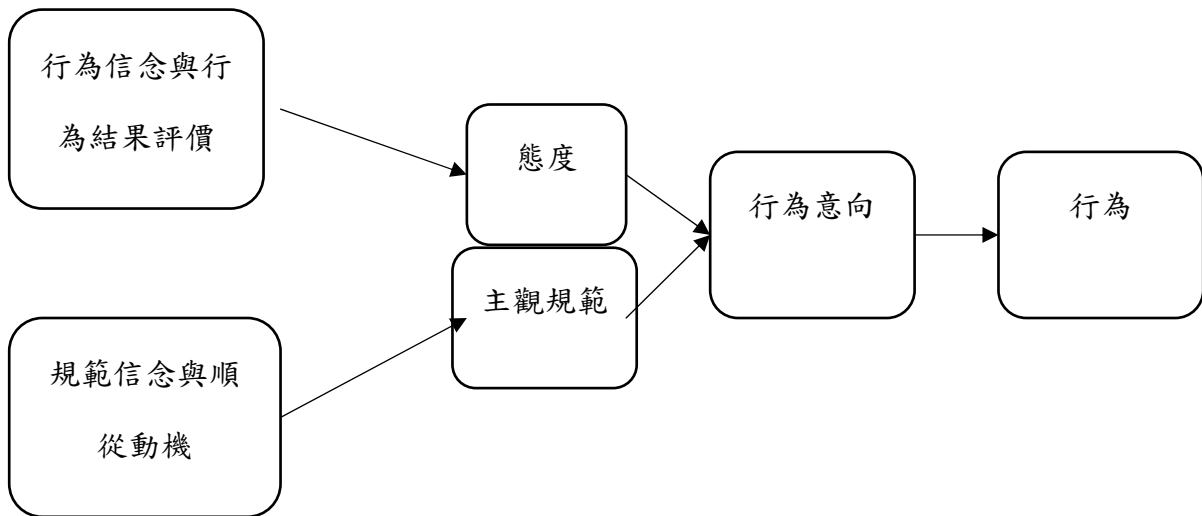 行為信念與行
為結果評價
態度
主觀規範
行為意向
行為
規範信念與順
從動機